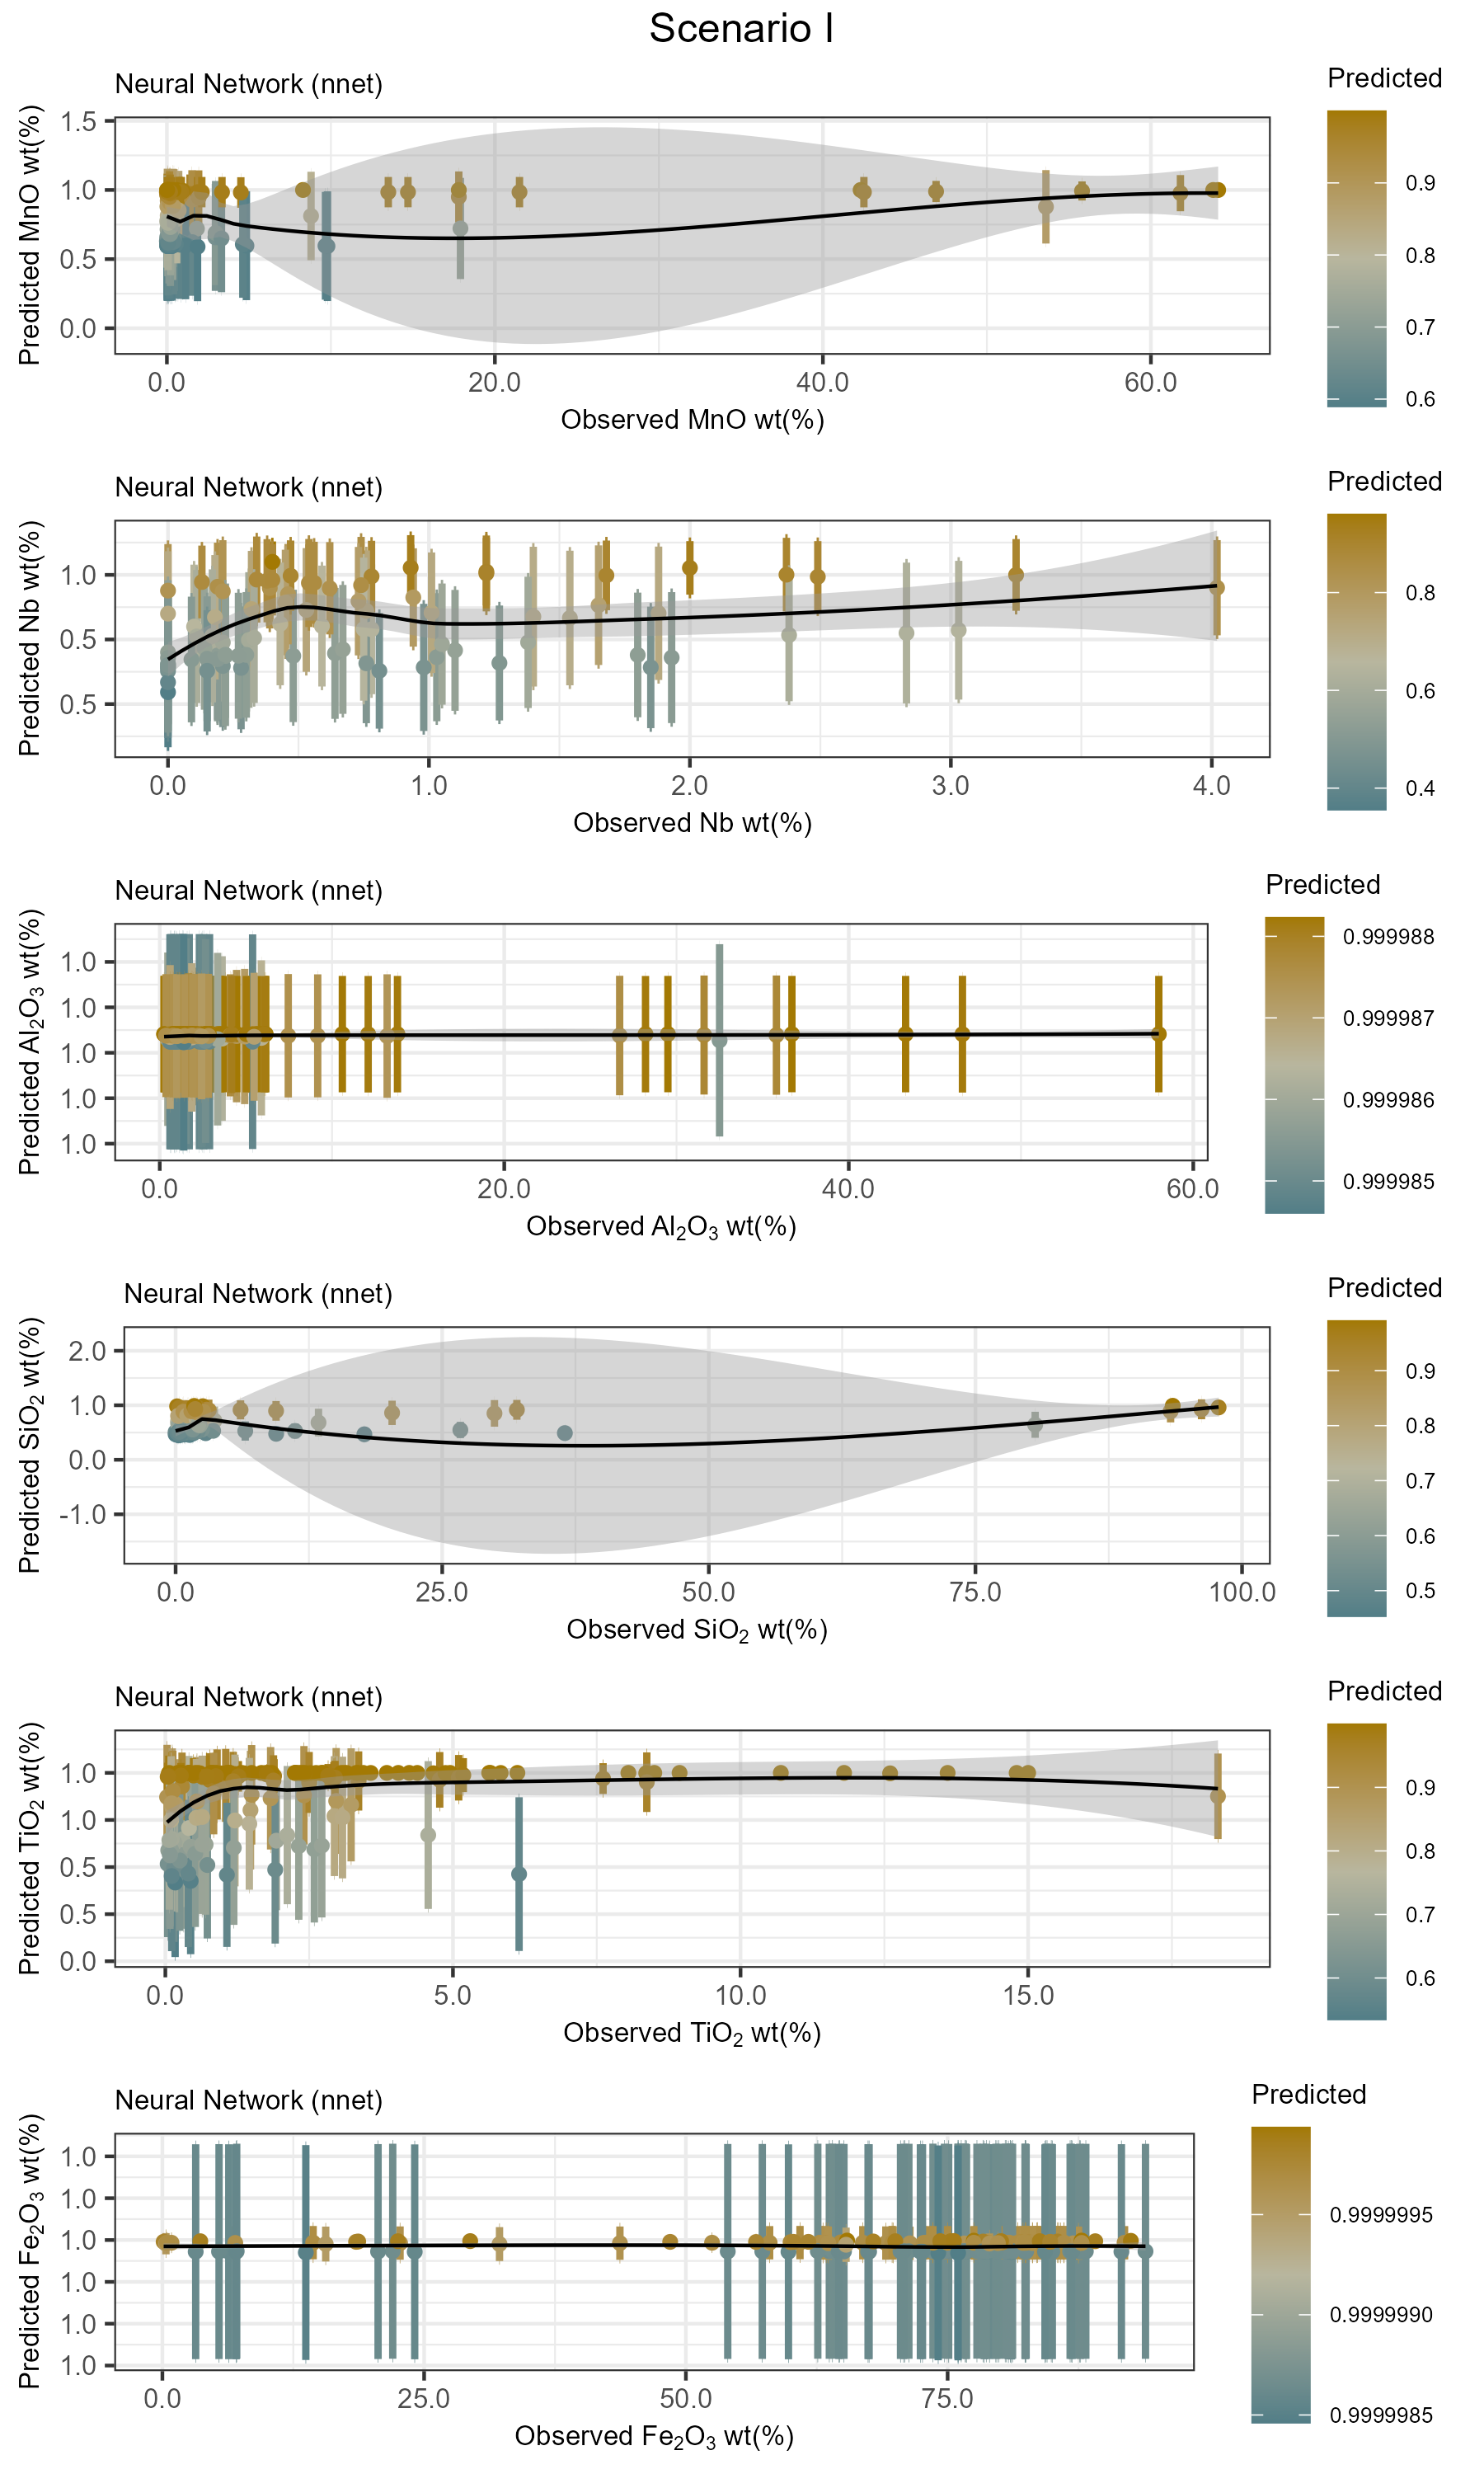 Scenario I
Neural Network (nnet)
Predicted MnO wt(%)
1.5
1.0
0.5
0.0
0.0 20.0 40.0 60.0
Observed MnO wt(%)
Predicted
0.9
0.8
0.7
0.6
Neural Network (nnet)
Predicted Nb wt(%)
1.0
0.5
0.5
0.0 1.0 2.0 3.0 4.0
Observed Nb wt(%)
Predicted
0.8
0.6
0.4
Neural Network (nnet)
Predicted Al₂O₃ wt(%)
1.0
1.0
1.0
1.0
1.0
0.0 20.0 40.0 60.0
Observed Al₂O₃ wt(%)
Predicted
0.999988
0.999987
0.999986
0.999985
Neural Network (nnet)
Predicted SiO₂ wt(%)
2.0
1.0
0.0
-1.0
0.0 25.0 50.0 75.0 100.0
Observed SiO₂ wt(%)
Predicted
0.9
0.8
0.7
0.6
0.5
Neural Network (nnet)
Predicted TiO₂ wt(%)
1.0
1.0
0.5
0.5
0.0
0.0 5.0 10.0 15.0
Observed TiO₂ wt(%)
Predicted
0.9
0.8
0.7
0.6
Neural Network (nnet)
Predicted Fe₂O₃ wt(%)
1.0
1.0
1.0
1.0
1.0
1.0
0.0 25.0 50.0 75.0
Observed Fe₂O₃ wt(%)
Predicted
0.9999995
0.9999990
0.9999985